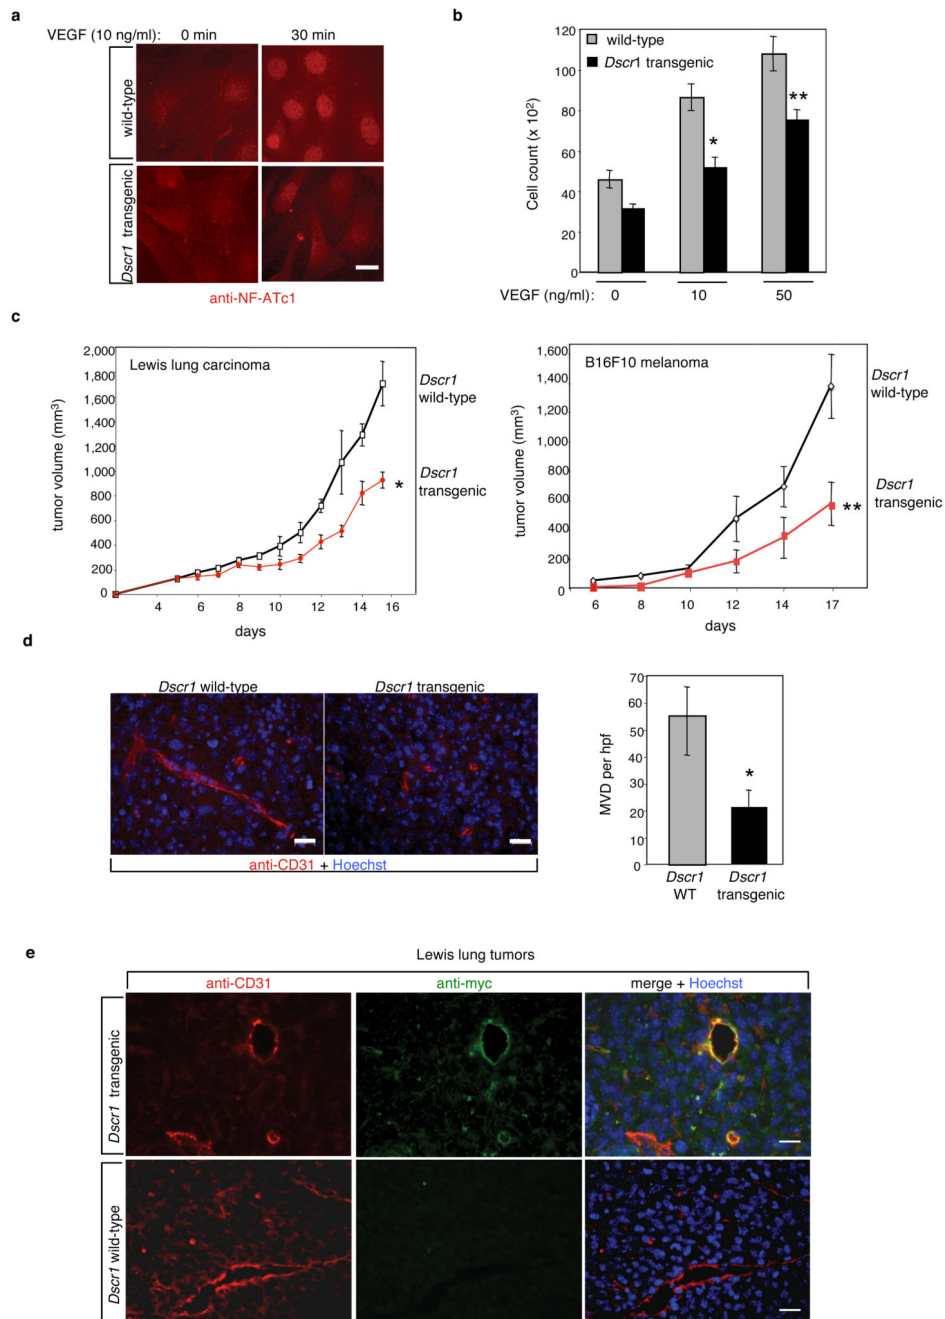 a
VEGF (10 ng/ml): 0 min 30 min
wild-type
Dscr1 transgenic
anti-NF-ATc1
b
120
100
80
60
40
20
0
Cell count (x 10²)
wild-type
Dscr1 transgenic
*
**
VEGF (ng/ml): 0 10 50
c
Lewis lung carcinoma
2,000
1,800
1,600
1,400
1,200
1,000
800
600
400
200
0
tumor volume (mm³)
4 6 8 10 12 14 16
days
Dscr1
wild-type
Dscr1
transgenic
*
B16F10 melanoma
1,600
1,400
1,200
1,000
800
600
400
200
0
tumor volume (mm³)
6 8 10 12 14 17
days
Dscr1
wild-type
Dscr1
transgenic
**
d
Dscr1 wild-type Dscr1 transgenic
anti-CD31 + Hoechst
70
60
50
40
30
20
10
0
MVD per hpf
*
Dscr1 Dscr1
WT transgenic
e
Lewis lung tumors
anti-CD31 anti-myc merge + Hoechst
Dscr1 transgenic
Dscr1 wild-type